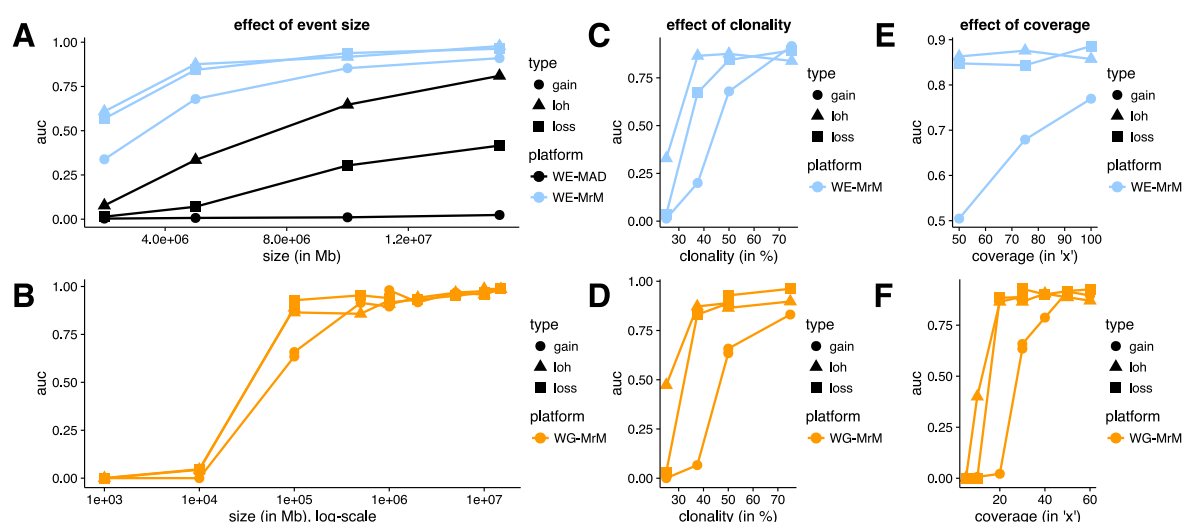 A
effect of event size
1.00
0.75
0.50
0.25
0.00
auc
4.0e+06
8.0e+06
1.2e+07
size (in Mb)
type
gain
loh
loss
platform
WE-MAD
WE-MrM
C
effect of clonality
0.75
0.50
0.25
0.00
auc
30
40
50
60
70
clonality (in %)
type
gain
loh
loss
platform
WE-MrM
E
effect of coverage
0.9
0.8
0.7
0.6
0.5
auc
50
60
70
80
90
100
coverage (in 'x')
type
gain
loh
loss
platform
WE-MrM
B
1.00
0.75
0.50
0.25
0.00
auc
1e+03
1e+04
1e+05
1e+06
1e+07
size (in Mb), log-scale
type
gain
loh
loss
platform
WG-MrM
D
1.00
0.75
0.50
0.25
0.00
auc
30
40
50
60
70
clonality (in %)
type
gain
loh
loss
platform
WG-MrM
F
0.75
0.50
0.25
0.00
auc
20
40
60
coverage (in 'x')
type
gain
loh
loss
platform
WG-MrM